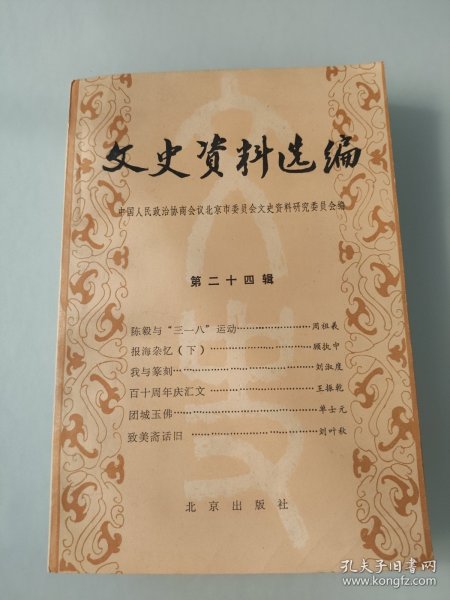 文史资料选编
中国人民政治协商会议北京市委员会文史资料研究委员会编
第二十四辑
陈毅与“三一八”运动……………………周祖羲
报海杂忆(下)……………………顾执中
我与篆刻……………………刘淑度
百十周年庆汇文……………………王振乾
团城玉佛……………………单士元
致美斋话旧……………………刘叶秋
北京出版社
孔夫子旧书网
www.kongfz.com